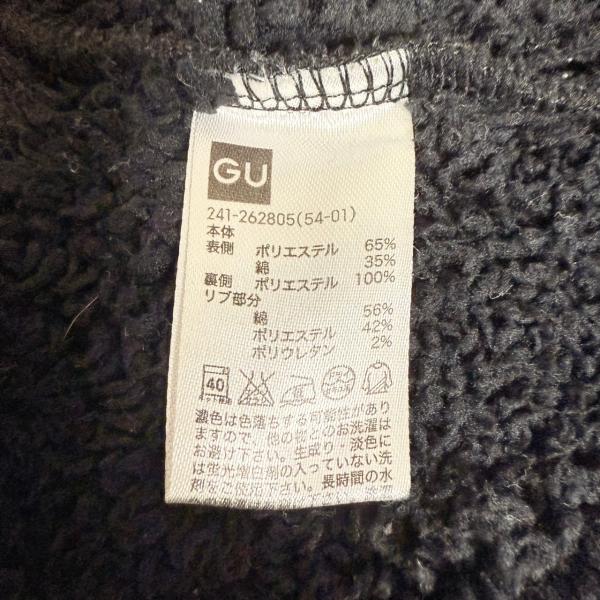 GU
241-262805(54-01)
本体
表側 ポリエステル 65%
綿 35%
裏側 ポリエステル 100%
リブ部分
綿 56%
ポリエステル 42%
ポリウレタン 2%
40
濃色は色落ちする可能性があり
ますので、他の物とのお洗濯は
お避け下さい。生成り・淡色に
は蛍光増白剤の入っていない洗
剤をご使用下さい。長時間の水